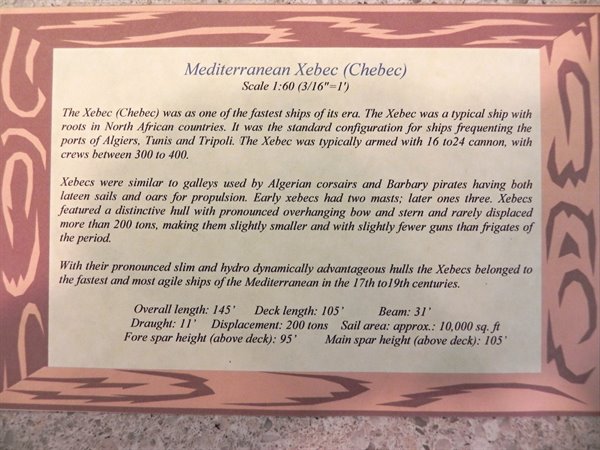 Mediterranean Xebec (Chebec)
Scale 1:60 (3/16"=1')
The Xebec (Chebec) was as one of the fastest ships of its era. The Xebec was a typical ship with
roots in North African countries. It was the standard configuration for ships frequenting the
ports of Algiers, Tunis and Tripoli. The Xebec was typically armed with 16 to24 cannon, with
crews between 300 to 400.
Xebecs were similar to galleys used by Algerian corsairs and Barbary pirates having both
lateen sails and oars for propulsion. Early xebecs had two masts; later ones three. Xebecs
featured a distinctive hull with pronounced overhanging bow and stern and rarely displaced
more than 200 tons, making them slightly smaller and with slightly fewer guns than frigates of
the period.
With their pronounced slim and hydro dynamically advantageous hulls the Xebecs belonged to
the fastest and most agile ships of the Mediterranean in the 17th to19th centuries.
Overall length: 145' Deck length: 105' Beam: 31'
Draught: 11' Displacement: 200 tons Sail area: approx.: 10,000 sq. ft
Fore spar height (above deck): 95' Main spar height (above deck): 105'